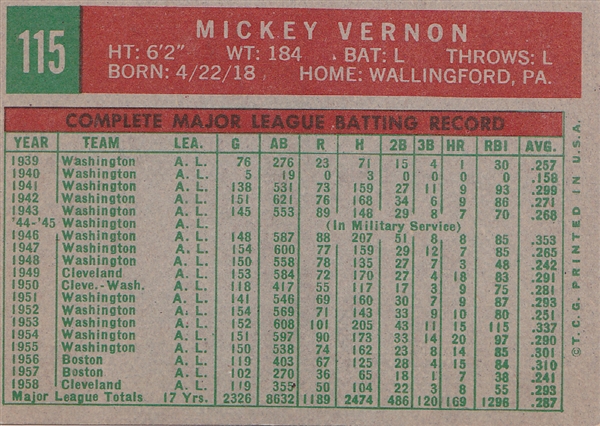 115
MICKEY VERNON
HT: 6'2" WT: 184 BAT: L THROWS: L
BORN: 4/22/18 HOME: WALLINGFORD, PA.
COMPLETE MAJOR LEAGUE BATTING RECORD
YEAR TEAM LEA. G AB R H 2B 3B HR RBI AVG.
1939 Washington A. L. 76 276 23 71 15 4 1 30 .257
1940 Washington A. L. 5 19 0 3 0 0 0 0 .158
1941 Washington A. L. 138 531 73 159 27 11 9 93 .299
1942 Washington A. L. 151 621 76 168 34 6 9 86 .271
1943 Washington A. L. 145 553 89 148 29 8 7 70 .268
'44-'45 Washington A. L. (In Military Service)
1946 Washington A. L. 148 587 88 207 51 8 8 85 .353
1947 Washington A. L. 154 600 77 159 29 12 7 85 .265
1948 Washington A. L. 150 558 78 135 27 7 3 48 .242
1949 Cleveland A. L. 153 584 72 170 27 4 18 83 .291
1950 Cleve.-Wash. A. L. 118 417 55 117 17 3 9 75 .281
1951 Washington A. L. 141 546 69 160 30 7 9 87 .293
1952 Washington A. L. 154 569 71 143 33 9 10 80 .251
1953 Washington A. L. 152 608 101 205 43 11 15 115 .337
1954 Washington A. L. 151 597 90 173 33 14 20 97 .290
1955 Washington A. L. 150 538 74 162 23 8 14 85 .301
1956 Boston A. L. 119 403 67 125 28 4 15 84 .310
1957 Boston A. L. 102 270 36 65 18 1 7 38 .241
1958 Cleveland A. L. 119 355 50 104 22 3 8 55 .293
Major League Totals 17 Yrs. 2326 8632 1189 2474 486 120 169 1296 .287
© T.C.G. PRINTED IN U.S.A.